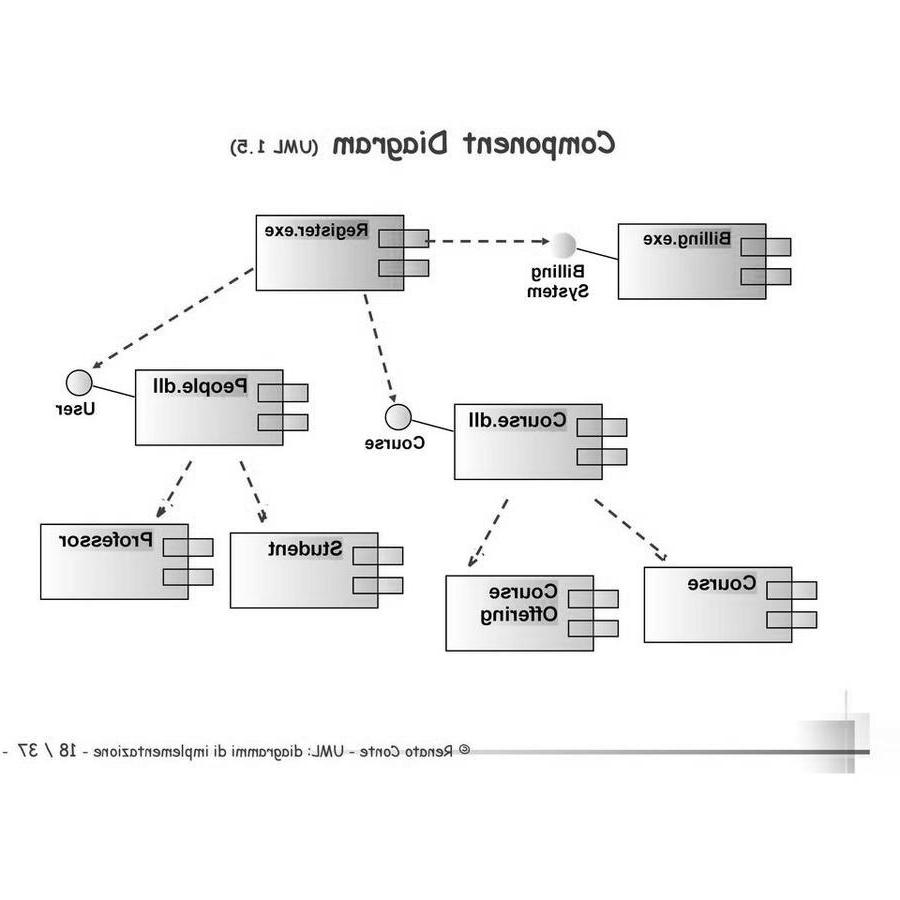 Component Diagram (UML 1.5)
Register.exe
Billing.exe
Billing
System
People.dll
User
Course.dll
Course
Professor
Student
Course
Offering
Course
© Renato Conte - UML: diagrammi di implementazione - 18 / 37 -